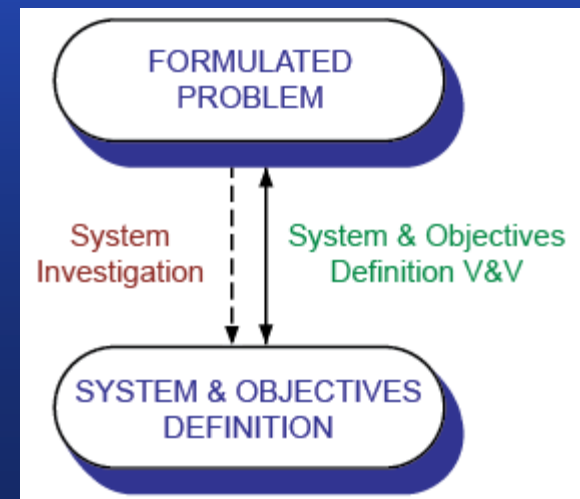 FORMULATED
PROBLEM
System
Investigation
System & Objectives
Definition V&V
SYSTEM & OBJECTIVES
DEFINITION